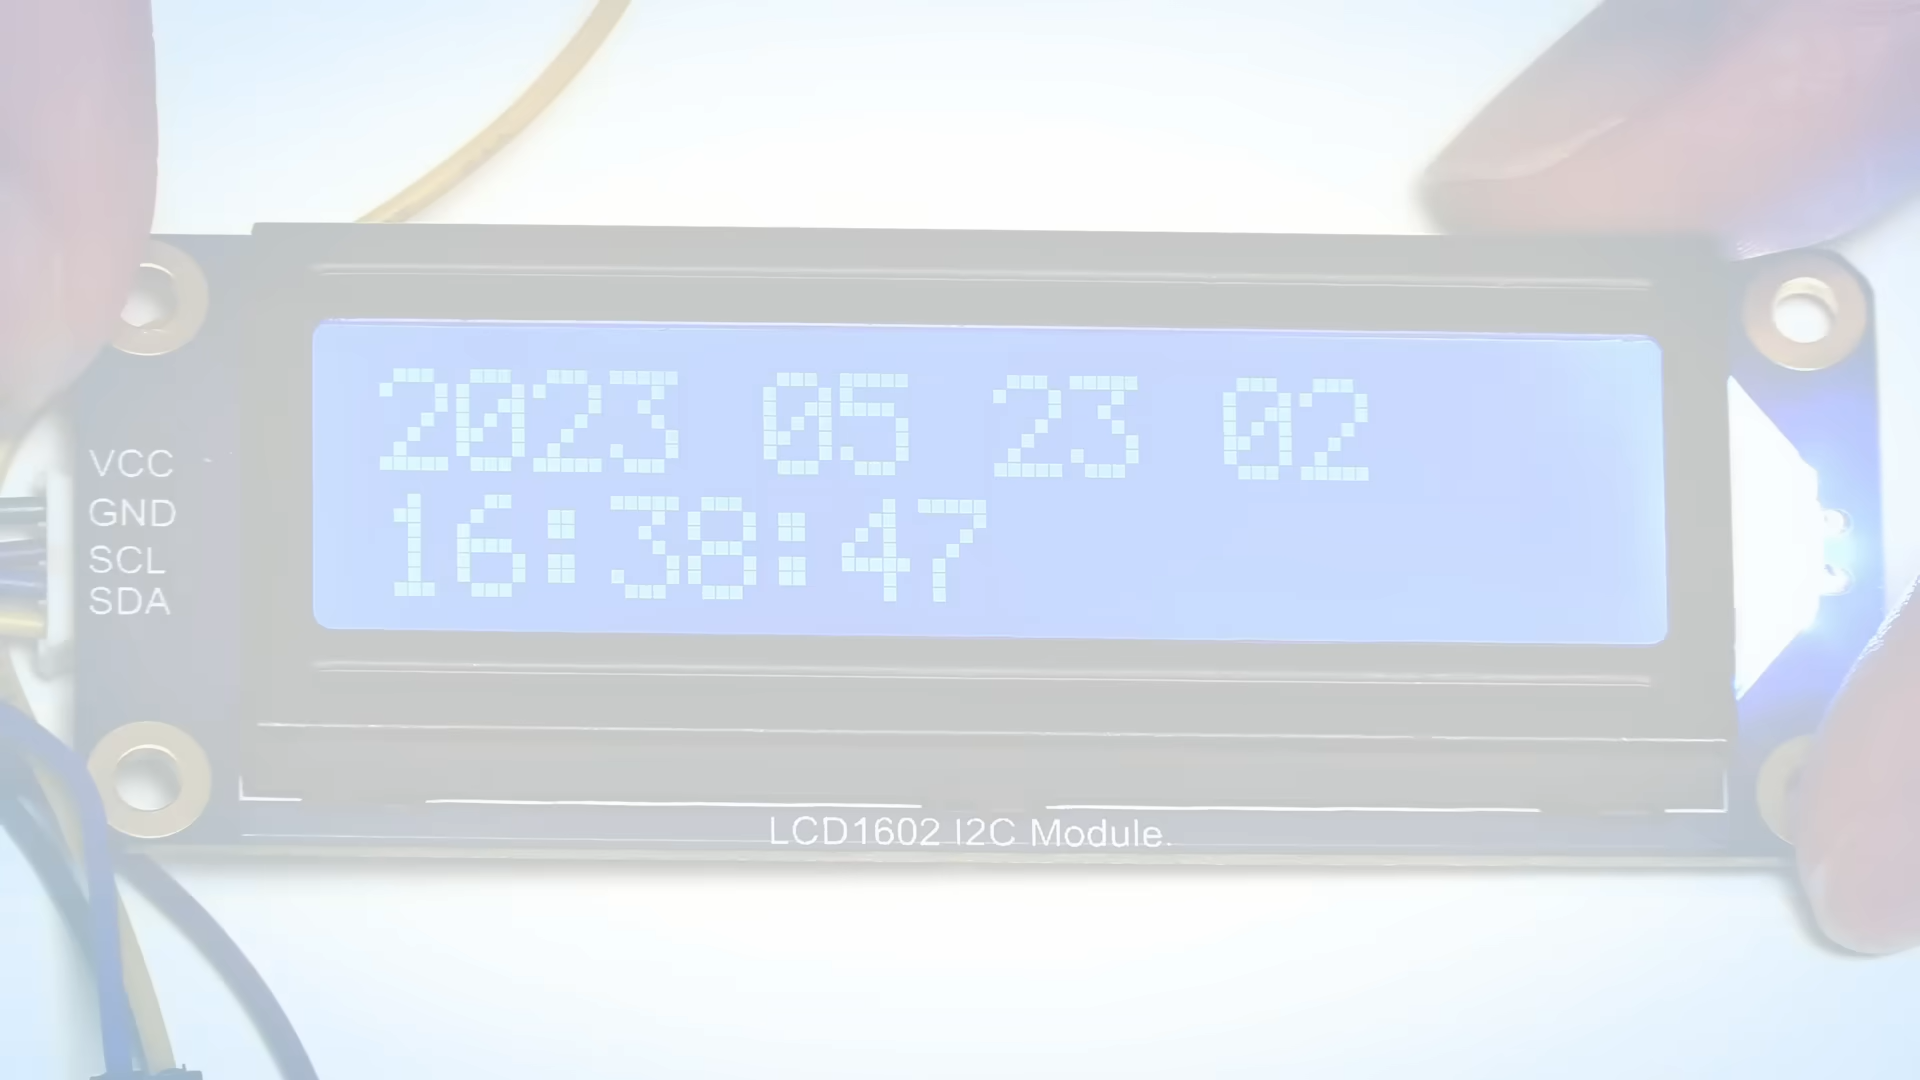 2023 05 23 02
16:38:47
VCC
GND
SCL
SDA
LCD1602 I2C Module.